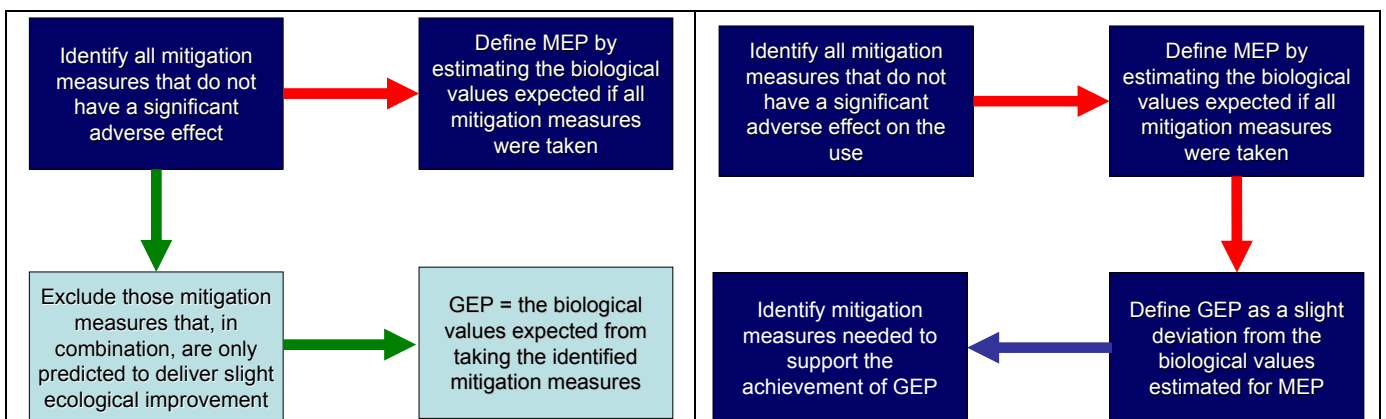 Identify all mitigation
measures that do not
have a significant
adverse effect
Define MEP by
estimating the biological
values expected if all
mitigation measures
were taken
Exclude those mitigation
measures that, in
combination, are only
predicted to deliver slight
ecological improvement
GEP = the biological
values expected from
taking the identified
mitigation measures
Identify all mitigation
measures that do not
have a significant
adverse effect on the
use
Define MEP by
estimating the biological
values expected if all
mitigation measures
were taken
Identify mitigation
measures needed to
support the
achievement of GEP
Define GEP as a slight
deviation from the
biological values
estimated for MEP